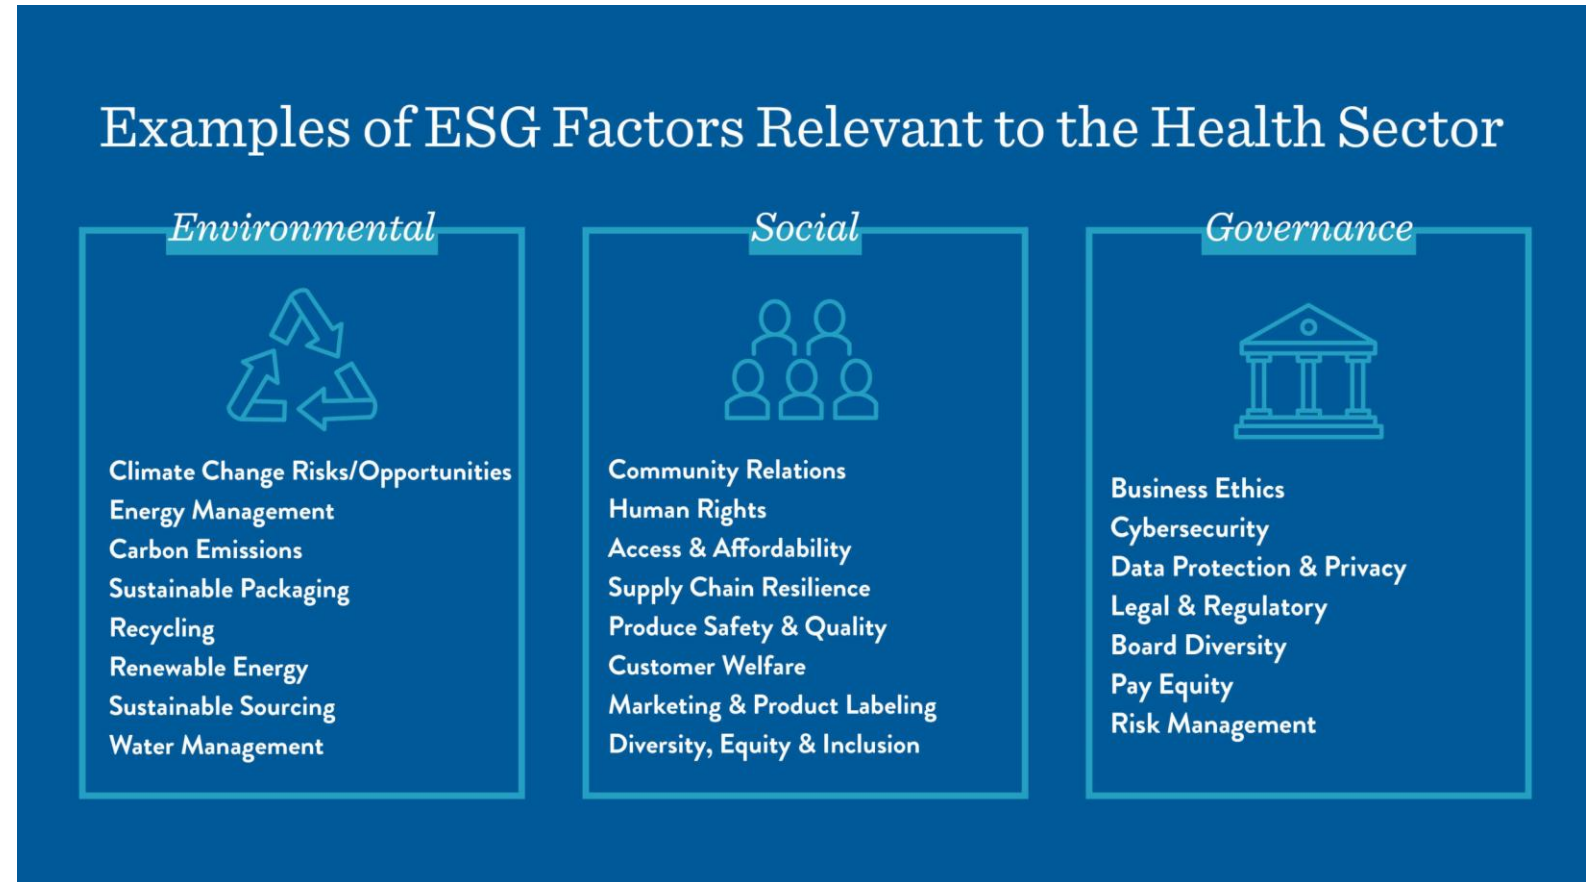 Examples of ESG Factors Relevant to the Health Sector
Environmental
Climate Change Risks/Opportunities
Energy Management
Carbon Emissions
Sustainable Packaging
Recycling
Renewable Energy
Sustainable Sourcing
Water Management
Social
Community Relations
Human Rights
Access & Affordability
Supply Chain Resilience
Produce Safety & Quality
Customer Welfare
Marketing & Product Labeling
Diversity, Equity & Inclusion
Governance
Business Ethics
Cybersecurity
Data Protection & Privacy
Legal & Regulatory
Board Diversity
Pay Equity
Risk Management